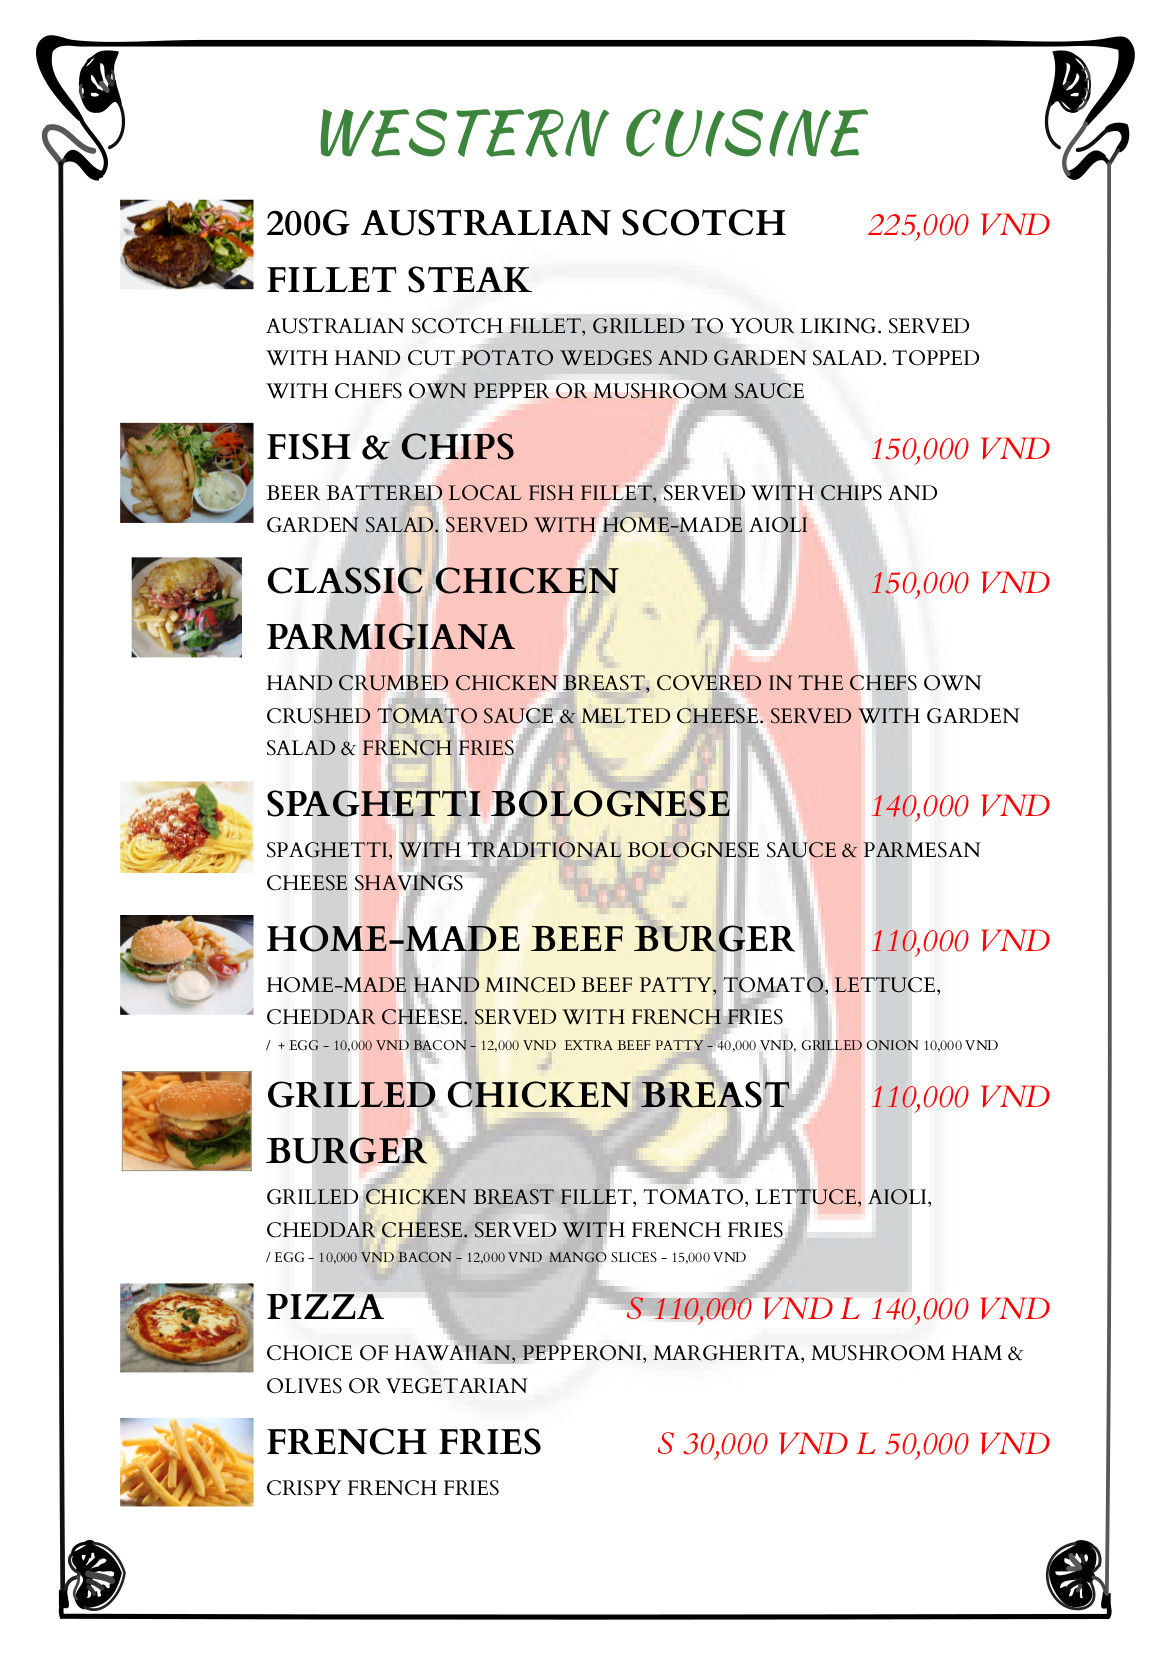 WESTERN CUISINE
200G AUSTRALIAN SCOTCH 225,000 VND
FILLET STEAK
AUSTRALIAN SCOTCH FILLET, GRILLED TO YOUR LIKING. SERVED
WITH HAND CUT POTATO WEDGES AND GARDEN SALAD. TOPPED
WITH CHEFS OWN PEPPER OR MUSHROOM SAUCE
FISH & CHIPS 150,000 VND
BEER BATTERED LOCAL FISH FILLET, SERVED WITH CHIPS AND
GARDEN SALAD. SERVED WITH HOME-MADE AIOLI
CLASSIC CHICKEN 150,000 VND
PARMIGIANA
HAND CRUMBED CHICKEN BREAST, COVERED IN THE CHEFS OWN
CRUSHED TOMATO SAUCE & MELTED CHEESE. SERVED WITH GARDEN
SALAD & FRENCH FRIES
SPAGHETTI BOLOGNESE 140,000 VND
SPAGHETTI, WITH TRADITIONAL BOLOGNESE SAUCE & PARMESAN
CHEESE SHAVINGS
HOME-MADE BEEF BURGER 110,000 VND
HOME-MADE HAND MINCED BEEF PATTY, TOMATO, LETTUCE,
CHEDDAR CHEESE. SERVED WITH FRENCH FRIES
/ + EGG - 10,000 VND BACON - 12,000 VND EXTRA BEEF PATTY - 40,000 VND, GRILLED ONION 10,000 VND
GRILLED CHICKEN BREAST 110,000 VND
BURGER
GRILLED CHICKEN BREAST FILLET, TOMATO, LETTUCE, AIOLI,
CHEDDAR CHEESE. SERVED WITH FRENCH FRIES
/ EGG - 10,000 VND BACON - 12,000 VND MANGO SLICES - 15,000 VND
PIZZA S 110,000 VND L 140,000 VND
CHOICE OF HAWAIIAN, PEPPERONI, MARGHERITA, MUSHROOM HAM &
OLIVES OR VEGETARIAN
FRENCH FRIES S 30,000 VND L 50,000 VND
CRISPY FRENCH FRIES